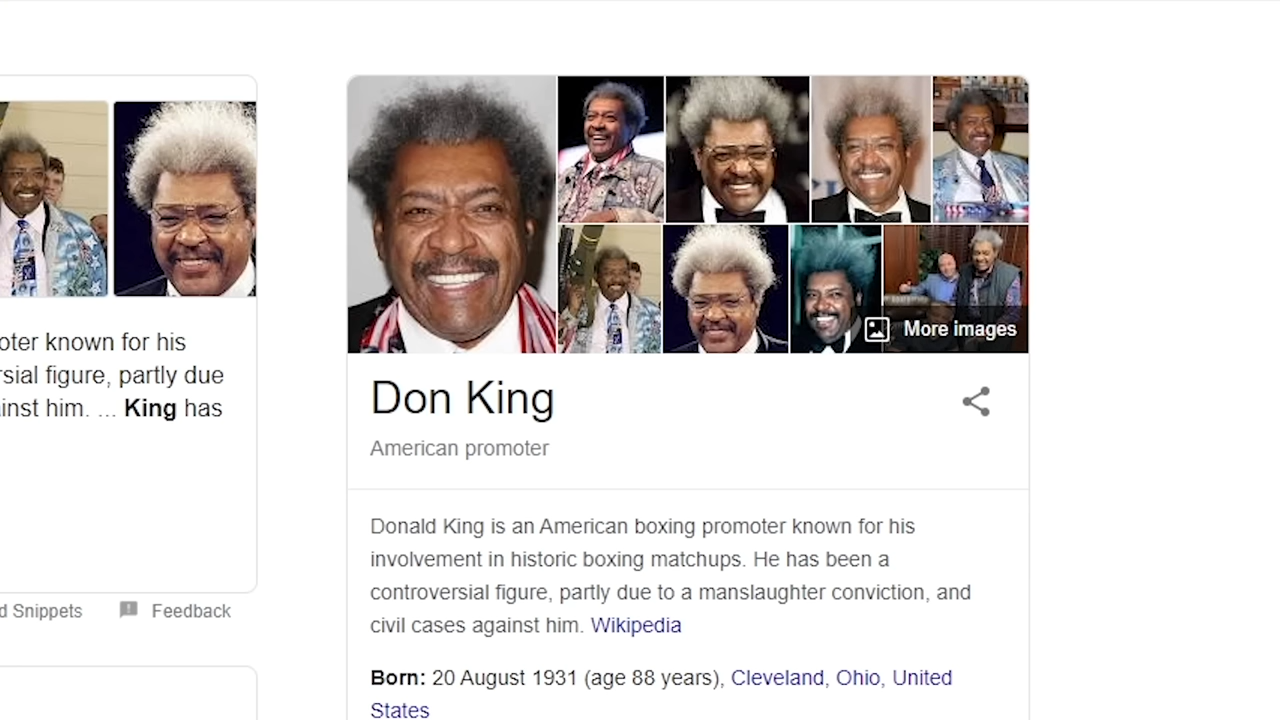 oter known for his
rsial figure, partly due
inst him. ... King has
d Snippets
Feedback
More images
Don King
American promoter
Donald King is an American boxing promoter known for his
involvement in historic boxing matchups. He has been a
controversial figure, partly due to a manslaughter conviction, and
civil cases against him. Wikipedia
Born: 20 August 1931 (age 88 years), Cleveland, Ohio, United
States